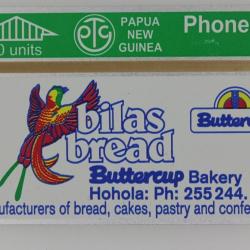 0 units
PTC
PAPUA
NEW
GUINEA
Phone
bilas
bread
Buttercup
Buttercup Bakery
Hohola: Ph: 255244.
ufacturers of bread, cakes, pastry and confe